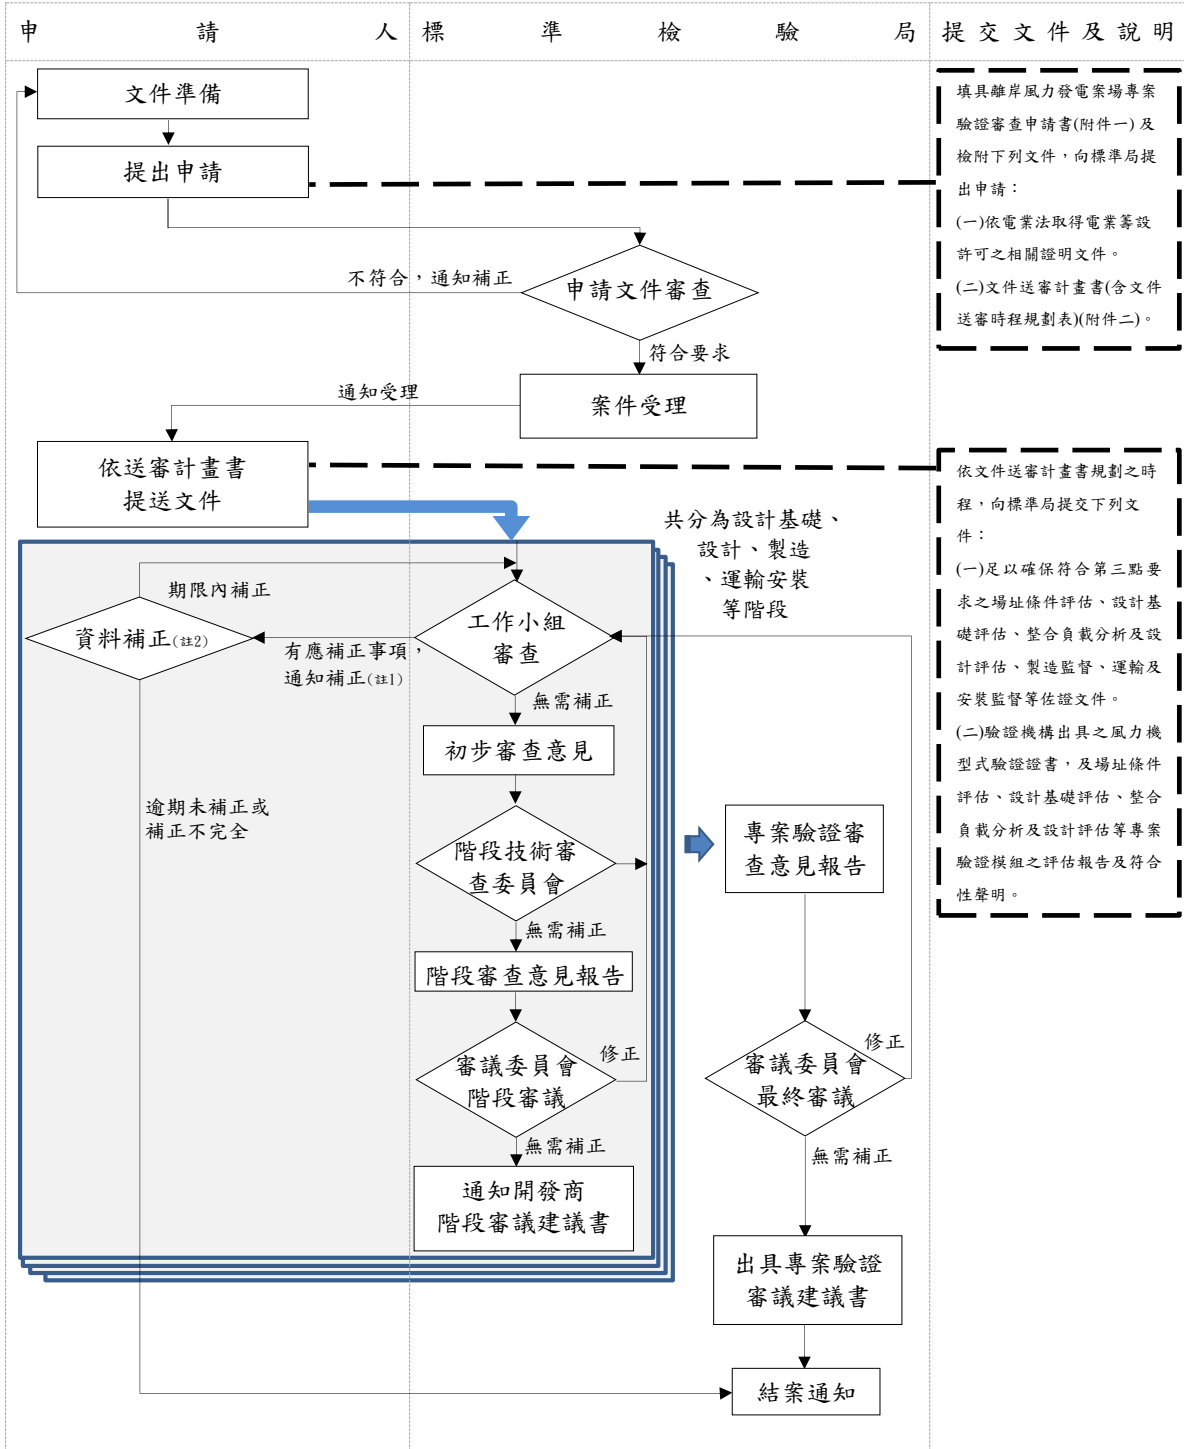 申請人
標準檢驗局
提交文件及說明
文件準備
提出申請
不符合，通知補正
申請文件審查
符合要求
通知受理
案件受理
依送審計畫書
提送文件
共分為設計基礎、
設計、製造
、運輸安裝
等階段
期限內補正
資料補正(註2)
有應補正事項，
通知補正(註1)
工作小組
審查
無需補正
初步審查意見
逾期未補正或
補正不完全
階段技術審
查委員會
無需補正
階段審查意見報告
審議委員會
階段審議
修正
無需補正
通知開發商
階段審議建議書
專案驗證審
查意見報告
審議委員會
最終審議
修正
無需補正
出具專案驗證
審議建議書
結案通知
填具離岸風力發電案場專案
驗證審查申請書(附件一) 及
檢附下列文件，向標準局提
出申請：
(一)依電業法取得電業籌設
許可之相關證明文件。
(二)文件送審計畫書(含文件
送審時程規劃表)(附件二)。
依文件送審計畫書規劃之時
程，向標準局提交下列文
件：
(一)足以確保符合第三點要
求之場址條件評估、設計基
礎評估、整合負載分析及設
計評估、製造監督、運輸及
安裝監督等佐證文件。
(二)驗證機構出具之風力機
型式驗證證書，及場址條件
評估、設計基礎評估、整合
負載分析及設計評估等專案
驗證模組之評估報告及符合
性聲明。